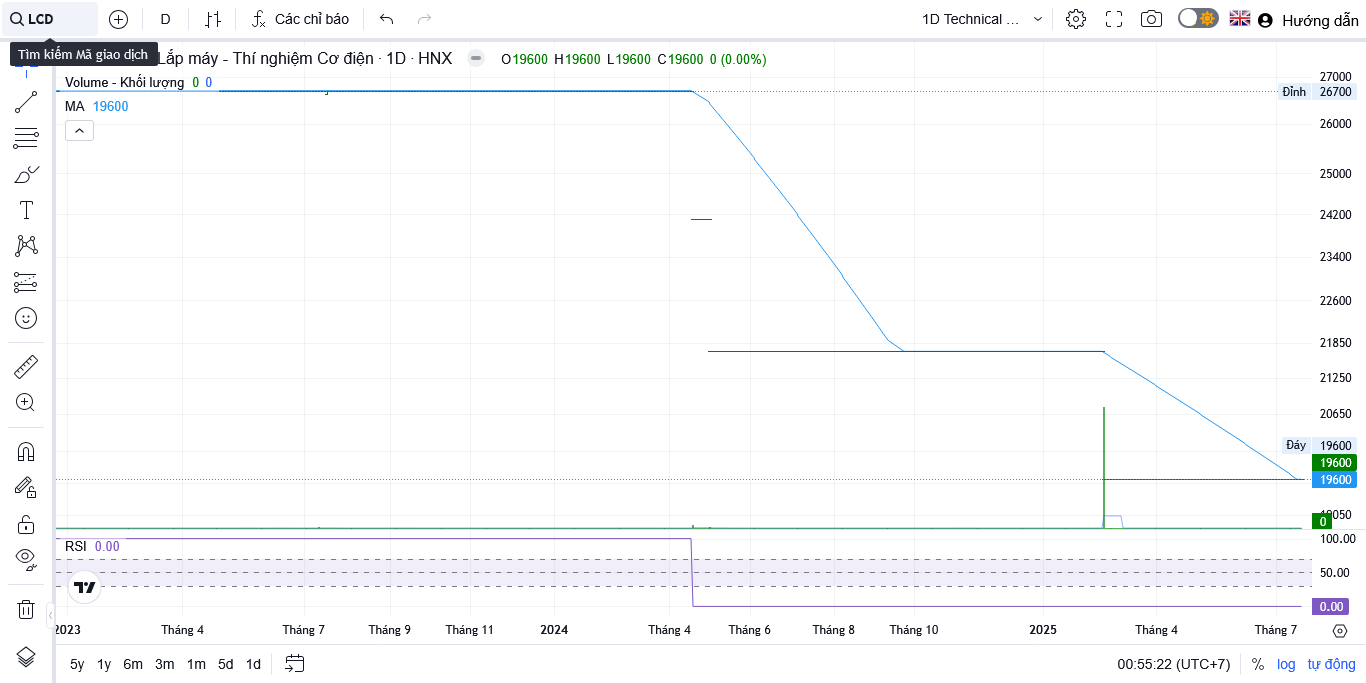 LCD
D
Các chỉ báo
1D Technical ...
Hướng dẫn
Tìm kiếm Mã giao dịch
Lắp máy - Thí nghiệm Cơ điện · 1D · HNX
O19600 H19600 L19600 C19600 0 (0.00%)
Volume - Khối lượng 0 0
MA 19600
27000
Đỉnh 26700
26000
25000
24200
23400
22600
21850
21250
20650
Đáy 19600
19600
19600
0
RSI 0.00
100.00
50.00
0.00
2023 Tháng 4 Tháng 7 Tháng 9 Tháng 11 2024 Tháng 4 Tháng 6 Tháng 8 Tháng 10 2025 Tháng 4 Tháng 7
5y 1y 6m 3m 1m 5d 1d
00:55:22 (UTC+7) % log tự động